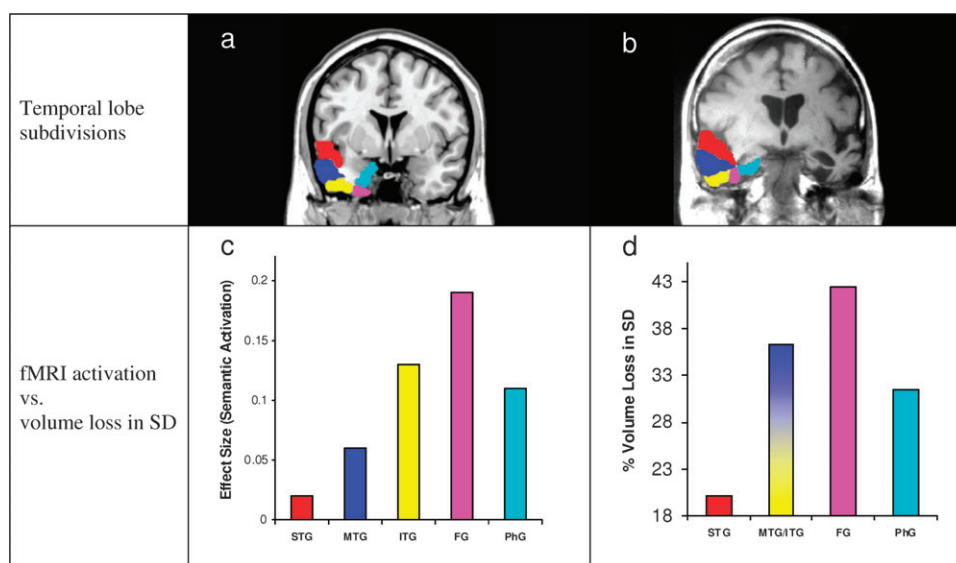 Temporal lobe
subdivisions
a
b
fMRI activation
vs.
volume loss in SD
c
Effect Size (Semantic Activation)
0.2
0.15
0.1
0.05
0
STG MTG ITG FG PhG
d
% Volume Loss in SD
43
38
33
28
23
18
STG MTG/ITG FG PhG